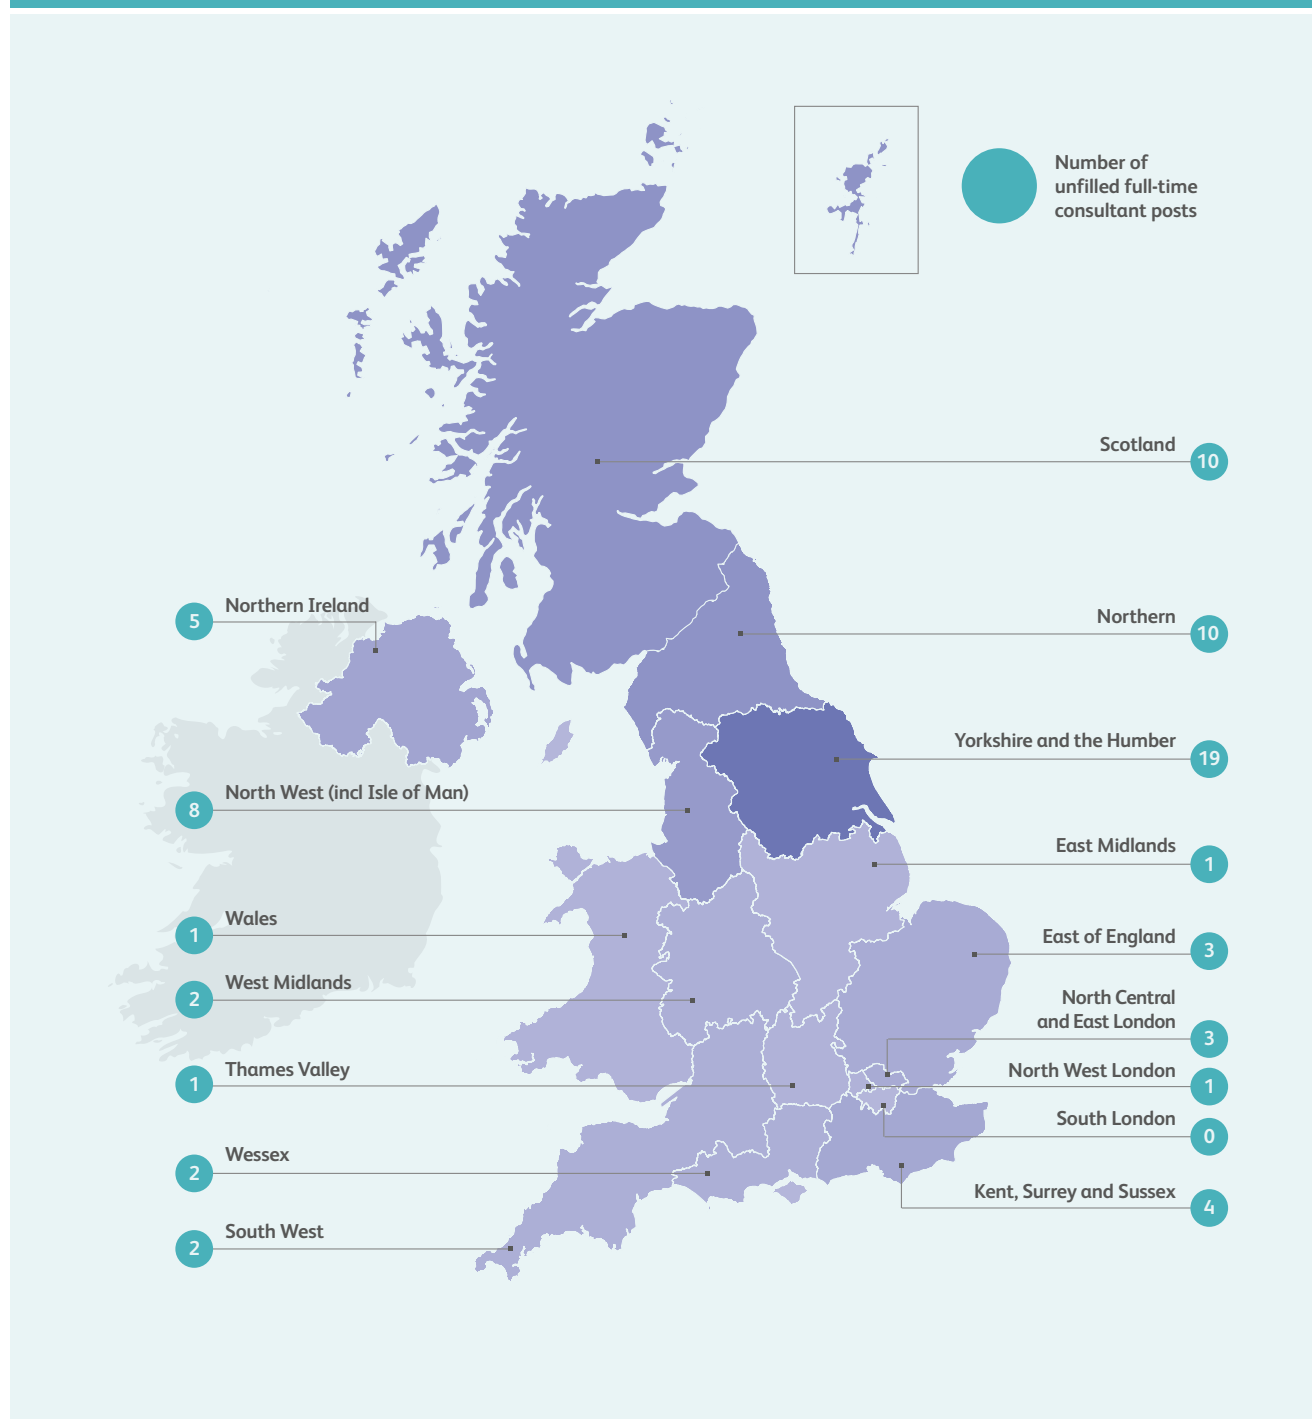 Number of
unfilled full-time
consultant posts
Scotland
10
Northern Ireland
5
Northern
10
Yorkshire and the Humber
19
North West (incl Isle of Man)
8
East Midlands
1
Wales
1
East of England
3
West Midlands
2
North Central
and East London
3
Thames Valley
1
North West London
1
South London
0
Wessex
2
Kent, Surrey and Sussex
4
South West
2